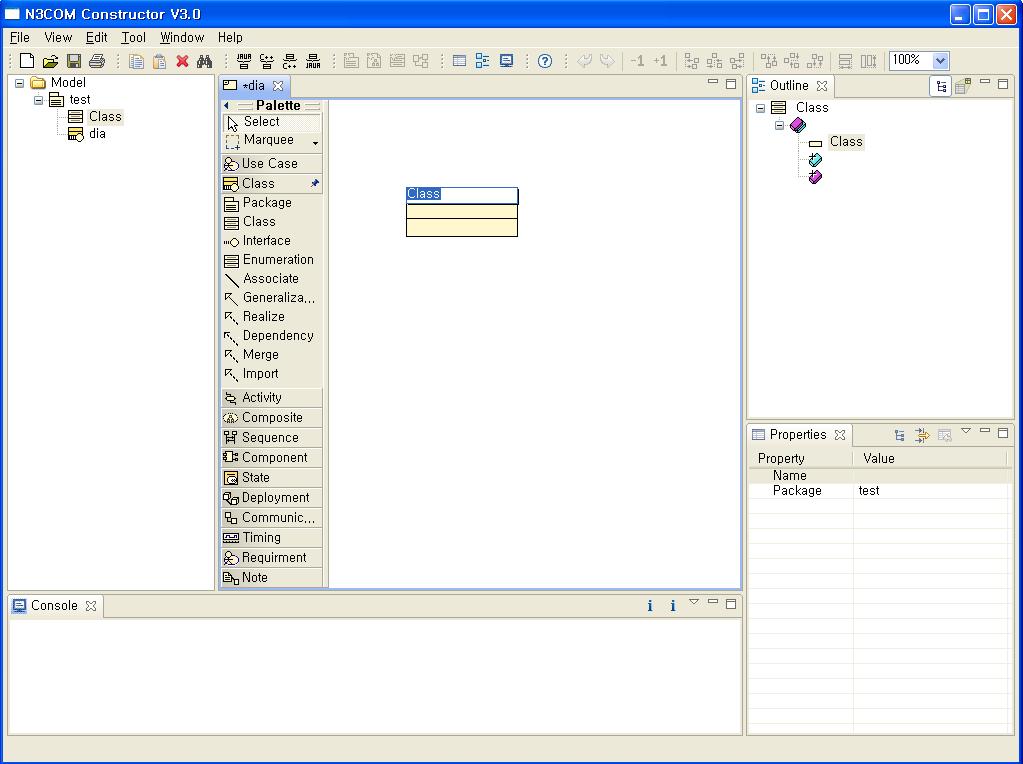 N3COM Constructor V3.0
File View Edit Tool Window Help
-1 +1 100%
Model
test
Class
dia
*dia
Palette
Select
Marquee
Use Case
Class
Package
Class
Interface
Enumeration
Associate
Generaliza...
Realize
Dependency
Merge
Import
Activity
Composite
Sequence
Component
State
Deployment
Communic...
Timing
Requirment
Note
Class
Outline
Class
Class
Properties
Property Value
Name
Package test
Console